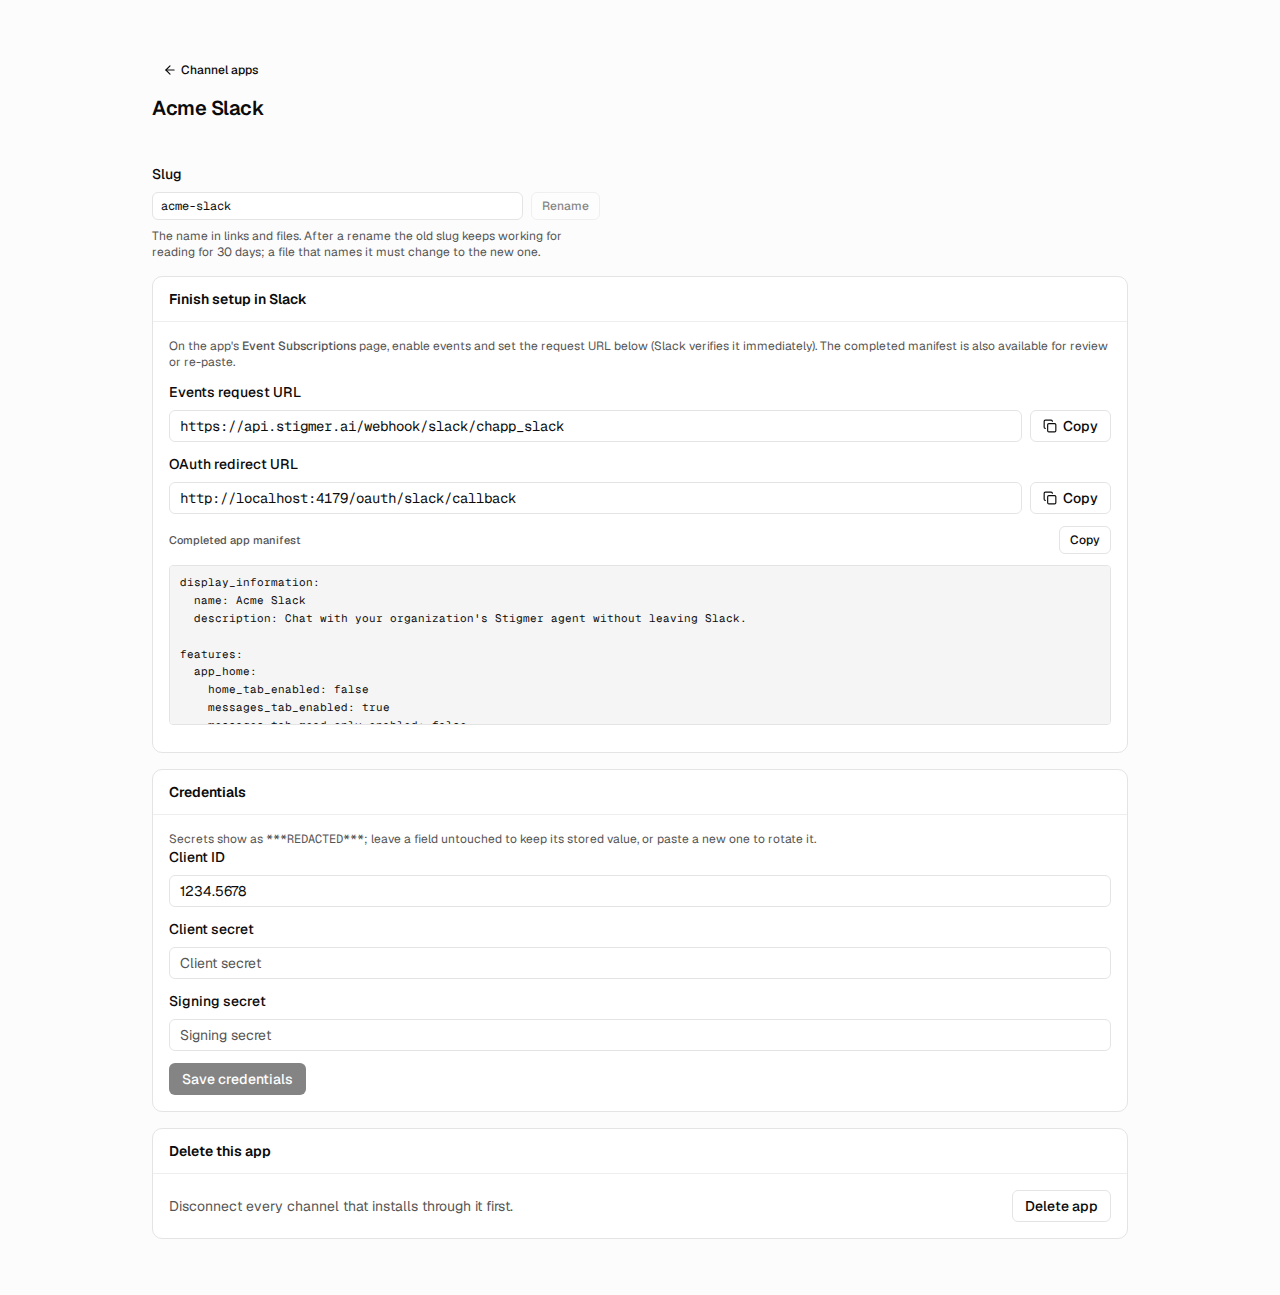 Channel apps
Acme Slack
Slug
acme-slack
Rename
The name in links and files. After a rename the old slug keeps working for
reading for 30 days; a file that names it must change to the new one.
Finish setup in Slack
On the app's Event Subscriptions page, enable events and set the request URL below (Slack verifies it immediately). The completed manifest is also available for review
or re-paste.
Events request URL
https://api.stigmer.ai/webhook/slack/chapp_slack
Copy
OAuth redirect URL
http://localhost:4179/oauth/slack/callback
Copy
Completed app manifest
Copy
display_information:
  name: Acme Slack
  description: Chat with your organization's Stigmer agent without leaving Slack.
features:
  app_home:
    home_tab_enabled: false
    messages_tab_enabled: true
    messages_tab_read_only_enabled: false
Credentials
Secrets show as ***REDACTED***; leave a field untouched to keep its stored value, or paste a new one to rotate it.
Client ID
1234.5678
Client secret
Client secret
Signing secret
Signing secret
Save credentials
Delete this app
Disconnect every channel that installs through it first.
Delete app